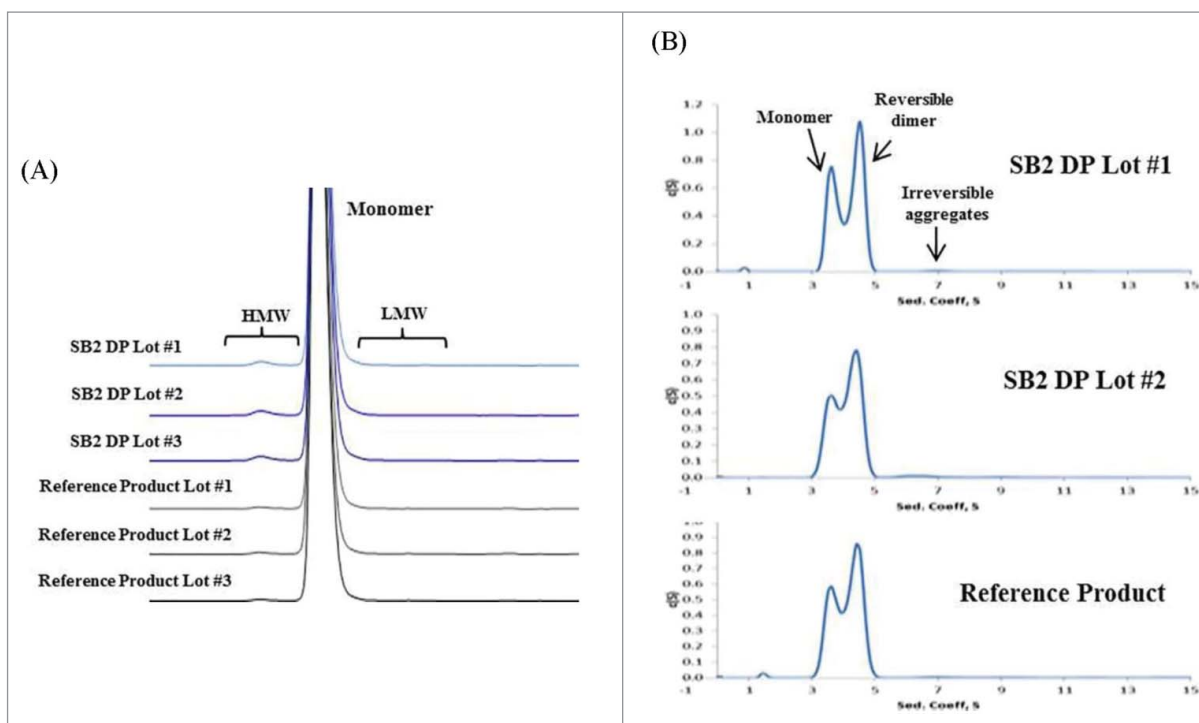 (A)
Monomer
HMW
LMW
SB2 DP Lot #1
SB2 DP Lot #2
SB2 DP Lot #3
Reference Product Lot #1
Reference Product Lot #2
Reference Product Lot #3
(B)
Monomer
Reversible
dimer
Irreversible
aggregates
SB2 DP Lot #1
1.2
1.0
0.8
0.6
0.4
0.2
0.0
c(S)
-1 1 3 5 7 9 11 13 15
Sed. Coeff, S
SB2 DP Lot #2
1.0
0.9
0.8
0.7
0.6
0.5
0.4
0.3
0.2
0.1
0.0
c(S)
-1 1 3 5 7 9 11 13 15
Sed. Coeff, S
Reference Product
1.0
0.9
0.8
0.7
0.6
0.5
0.4
0.3
0.2
0.1
0.0
c(S)
-1 1 3 5 7 9 11 13 15
Sed. Coeff, S